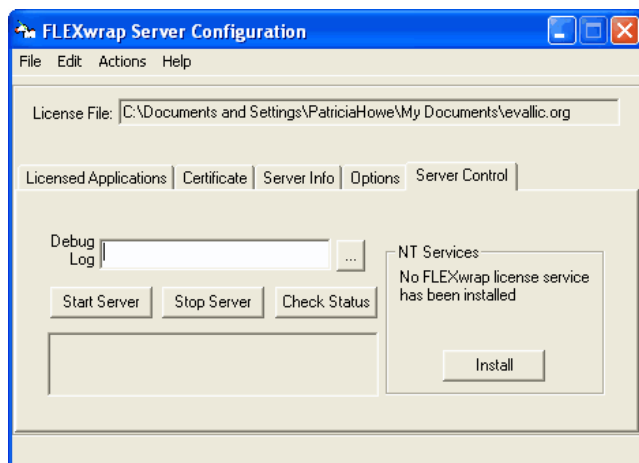 FLEXwrap Server Configuration
File Edit Actions Help
License File: C:\Documents and Settings\PatriciaHowe\My Documents\evallic.org
Licensed Applications Certificate Server Info Options Server Control
Debug
Log
...
Start Server Stop Server Check Status
NT Services
No FLEXwrap license service
has been installed
Install